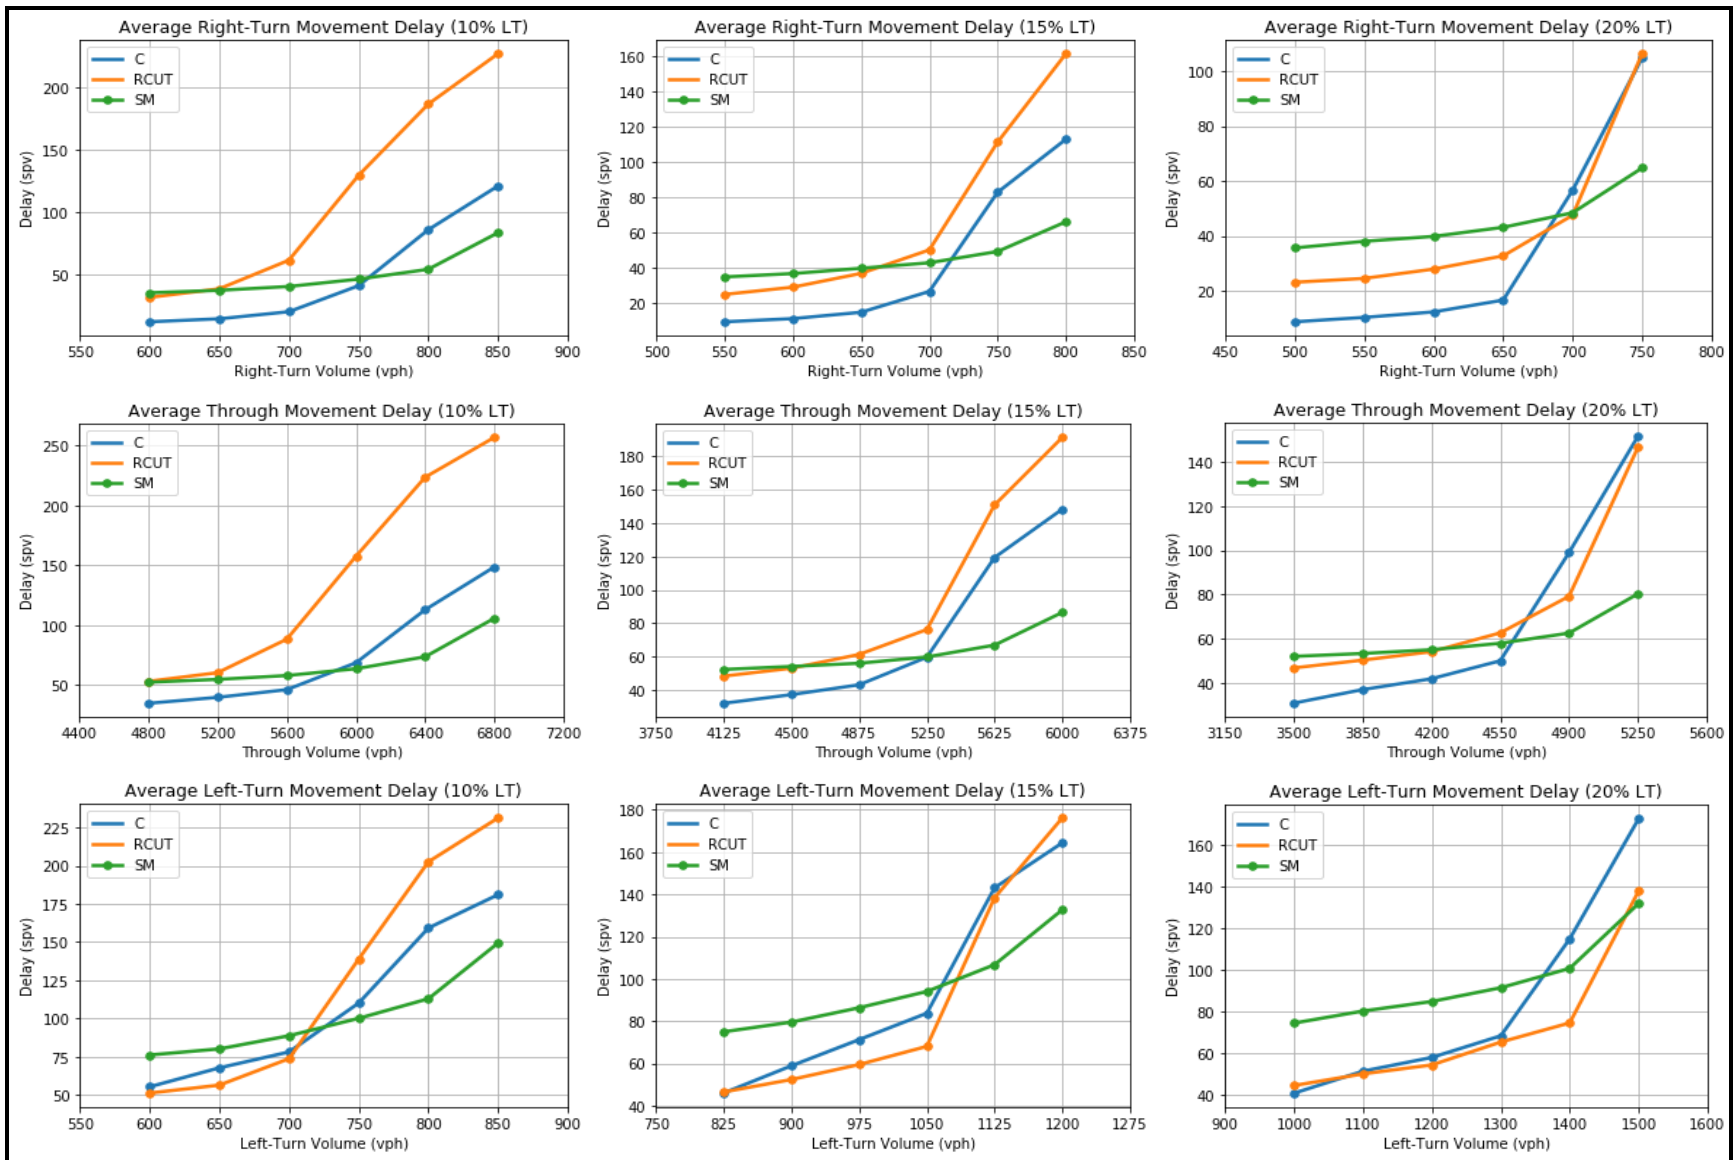 Average Right-Turn Movement Delay (10% LT)
C
RCUT
SM
Delay (spv)
200
150
100
50
550 600 650 700 750 800 850 900
Right-Turn Volume (vph)
Average Right-Turn Movement Delay (15% LT)
C
RCUT
SM
Delay (spv)
160
140
120
100
80
60
40
20
500 550 600 650 700 750 800 850
Right-Turn Volume (vph)
Average Right-Turn Movement Delay (20% LT)
C
RCUT
SM
Delay (spv)
100
80
60
40
20
450 500 550 600 650 700 750 800
Right-Turn Volume (vph)
Average Through Movement Delay (10% LT)
C
RCUT
SM
Delay (spv)
250
200
150
100
50
4400 4800 5200 5600 6000 6400 6800 7200
Through Volume (vph)
Average Through Movement Delay (15% LT)
C
RCUT
SM
Delay (spv)
180
160
140
120
100
80
60
40
3750 4125 4500 4875 5250 5625 6000 6375
Through Volume (vph)
Average Through Movement Delay (20% LT)
C
RCUT
SM
Delay (spv)
140
120
100
80
60
40
3150 3500 3850 4200 4550 4900 5250 5600
Through Volume (vph)
Average Left-Turn Movement Delay (10% LT)
C
RCUT
SM
Delay (spv)
225
200
175
150
125
100
75
50
550 600 650 700 750 800 850 900
Left-Turn Volume (vph)
Average Left-Turn Movement Delay (15% LT)
C
RCUT
SM
Delay (spv)
180
160
140
120
100
80
60
40
750 825 900 975 1050 1125 1200 1275
Left-Turn Volume (vph)
Average Left-Turn Movement Delay (20% LT)
C
RCUT
SM
Delay (spv)
160
140
120
100
80
60
40
900 1000 1100 1200 1300 1400 1500 1600
Left-Turn Volume (vph)